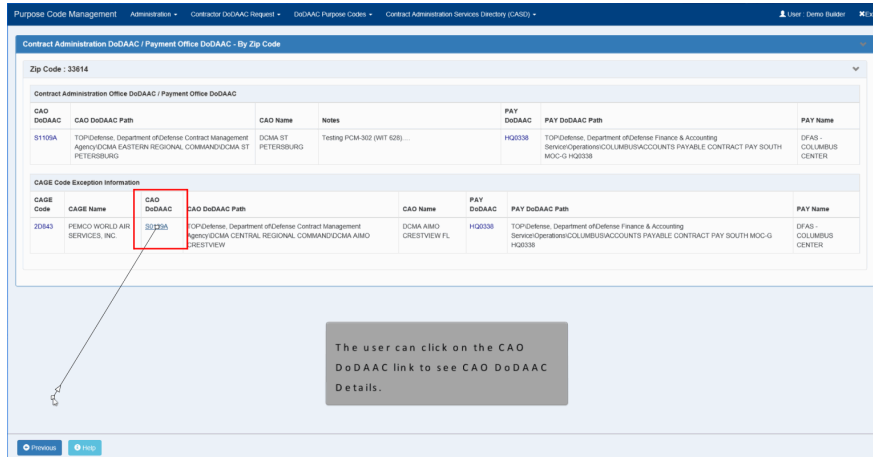 Purpose Code Management Administration Contractor DoDAAC Request DoDAAC Purpose Codes Contract Administration Services Directory (CASD) User : Demo Builder Ex
Contract Administration DoDAAC / Payment Office DoDAAC - By Zip Code
Zip Code : 33614
Contract Administration Office DoDAAC / Payment Office DoDAAC
CAO DoDAAC CAO DoDAAC Path CAO Name Notes PAY DoDAAC PAY DoDAAC Path PAY Name
S1109A TOP\Defense, Department of\Defense Contract Management DCMA ST Testing PCM-302 (WIT 628).... HQ0338 TOP\Defense, Department of\Defense Finance & Accounting DFAS -
Agency\DCMA EASTERN REGIONAL COMMAND\DCMA ST PETERSBURG Service\Operations\COLUMBUS\ACCOUNTS PAYABLE CONTRACT PAY SOUTH COLUMBUS
PETERSBURG MOC-G HQ0338 CENTER
CAGE Code Exception Information
CAGE Code CAGE Name CAO DoDAAC CAO DoDAAC Path CAO Name PAY DoDAAC PAY DoDAAC Path PAY Name
2D843 PEMCO WORLD AIR TOP\Defense, Department of\Defense Contract Management DCMA AIMO HQ0338 TOP\Defense, Department of\Defense Finance & Accounting DFAS -
SERVICES, INC. Agency\DCMA CENTRAL REGIONAL COMMAND\DCMA AIMO CRESTVIEW FL Service\Operations\COLUMBUS\ACCOUNTS PAYABLE CONTRACT PAY SOUTH MOC-G COLUMBUS
CRESTVIEW HQ0338 CENTER
The user can click on the CAO
DoDAAC link to see CAO DoDAAC
Details.
Previous Help